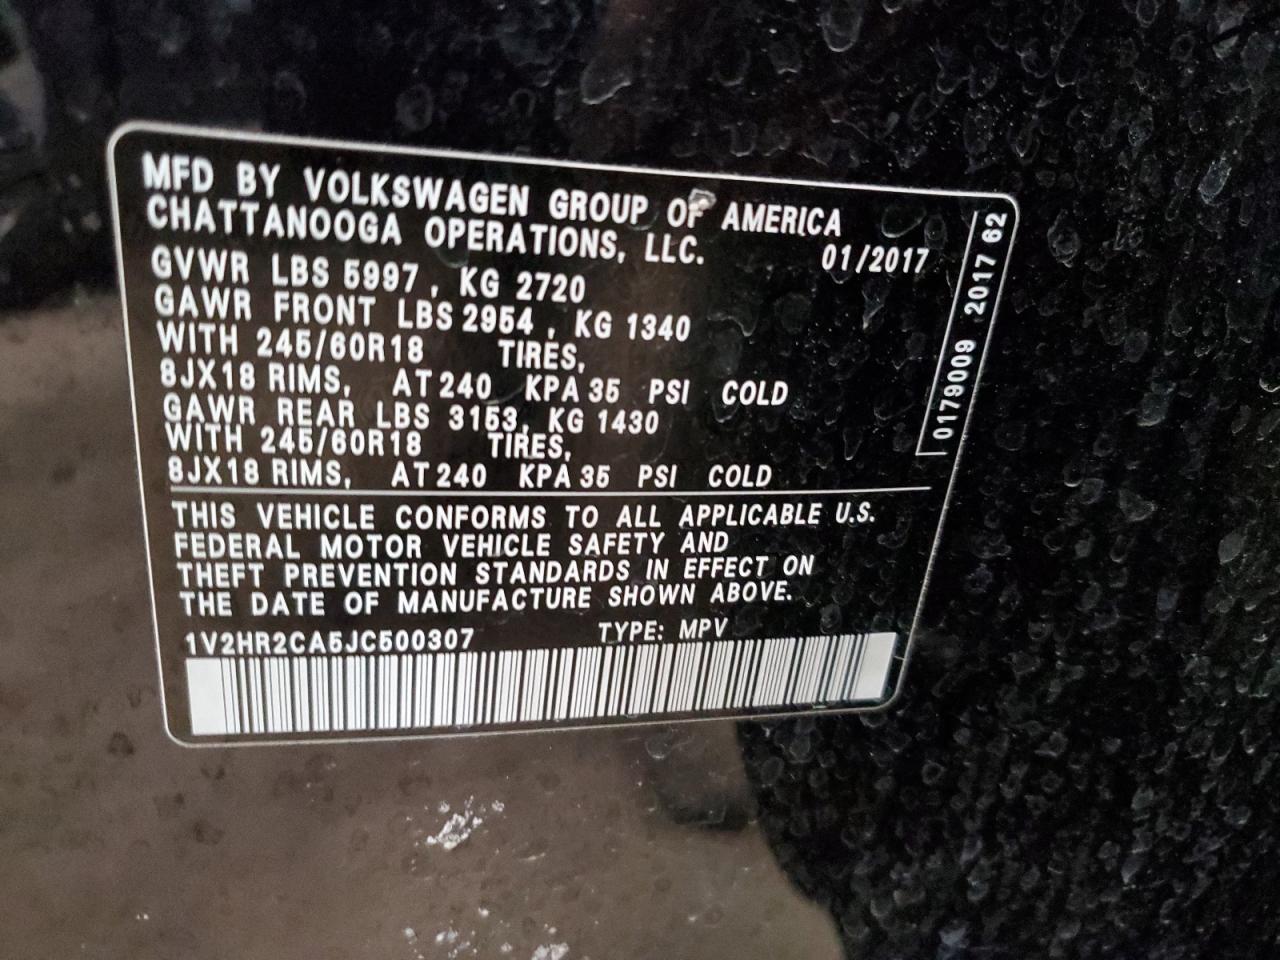 MFD BY VOLKSWAGEN GROUP OF AMERICA
CHATTANOOGA OPERATIONS, LLC. 01/2017
GVWR LBS 5997, KG 2720
GAWR FRONT LBS 2954, KG 1340
WITH 245/60R18 TIRES,
8JX18 RIMS, AT 240 KPA 35 PSI COLD
GAWR REAR LBS 3153, KG 1430
WITH 245/60R18 TIRES,
8JX18 RIMS, AT 240 KPA 35 PSI COLD
THIS VEHICLE CONFORMS TO ALL APPLICABLE U.S.
FEDERAL MOTOR VEHICLE SAFETY AND
THEFT PREVENTION STANDARDS IN EFFECT ON
THE DATE OF MANUFACTURE SHOWN ABOVE.
1V2HR2CA5JC500307 TYPE: MPV
0179009 2017 62